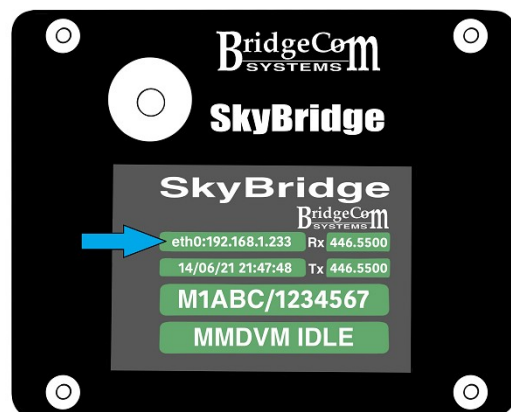 BridgeCom
SYSTEMS
SkyBridge
SkyBridge
BridgeCom
SYSTEMS
eth0:192.168.1.233 Rx 446.5500
14/06/21 21:47:48 Tx 446.5500
M1ABC/1234567
MMDVM IDLE